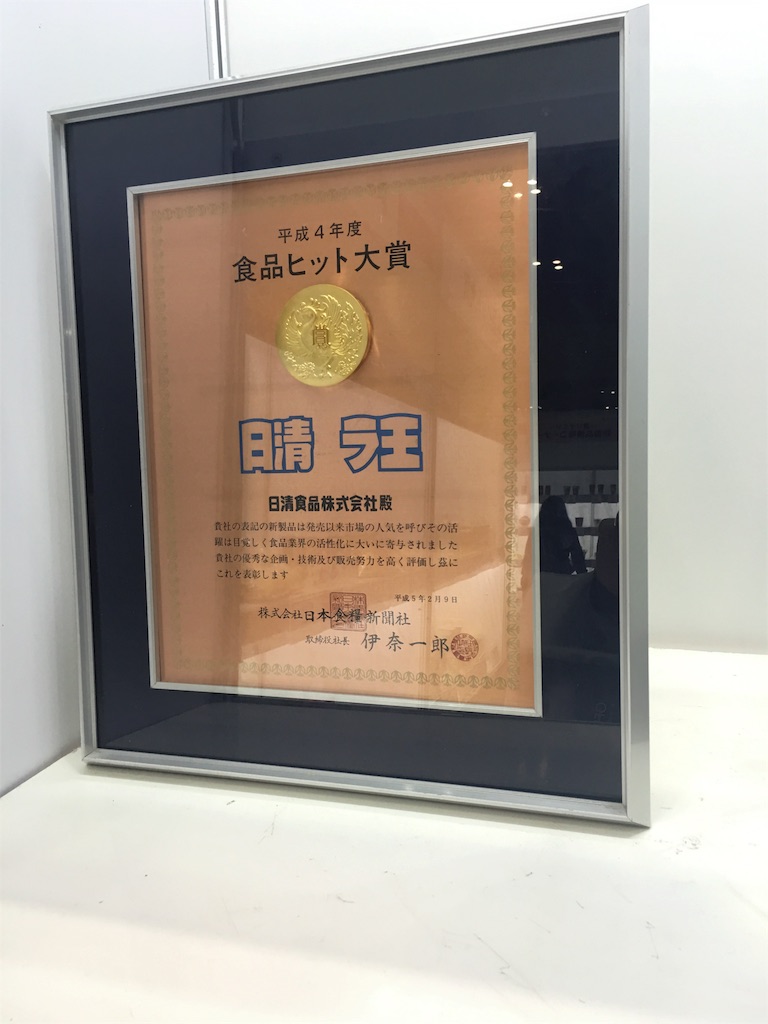 平成4年度
食品ヒット大賞
賞
日清 ラ王
日清食品株式会社殿
貴社の表記の新製品は発売以来市場の人気を呼びその活
躍は目覚しく食品業界の活性化に大いに寄与されました
貴社の優秀な企画・技術及び販売努力を高く評価し茲に
これを表彰します
平成5年2月9日
株式会社日本食糧新聞社
取締役社長 伊奈一郎